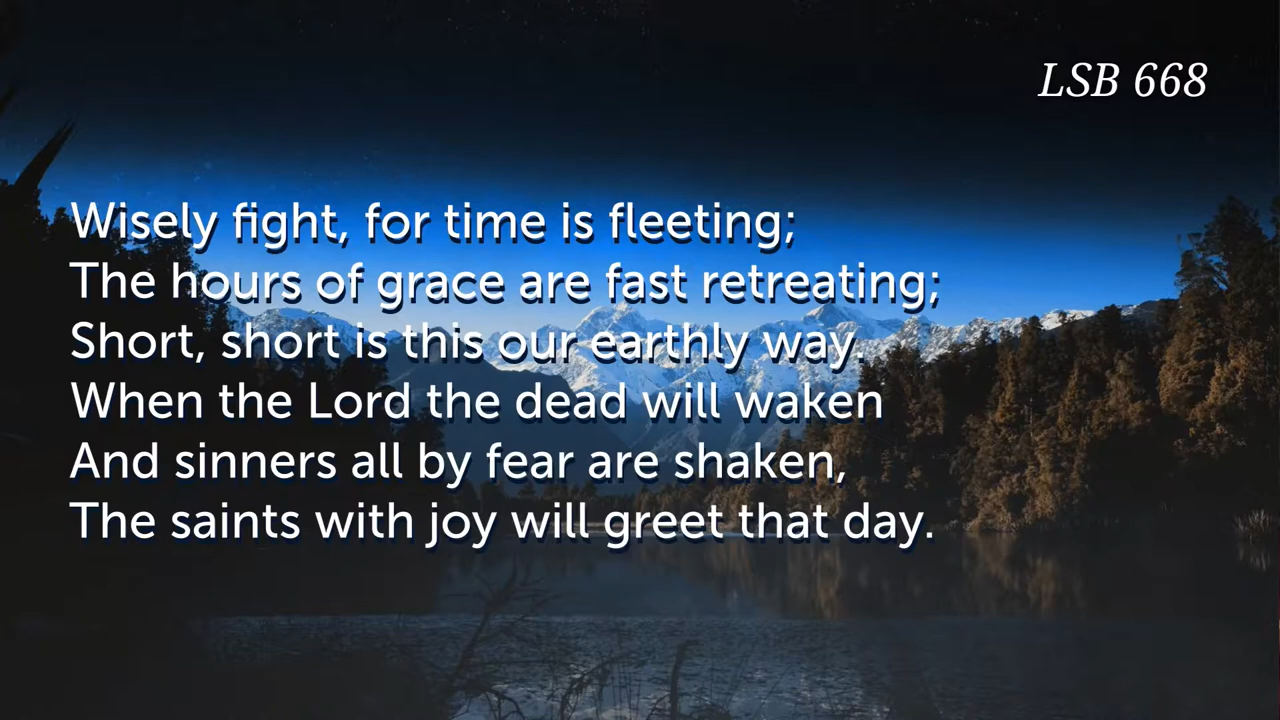 LSB 668
Wisely fight, for time is fleeting;
The hours of grace are fast retreating;
Short, short is this our earthly way.
When the Lord the dead will waken
And sinners all by fear are shaken,
The saints with joy will greet that day.